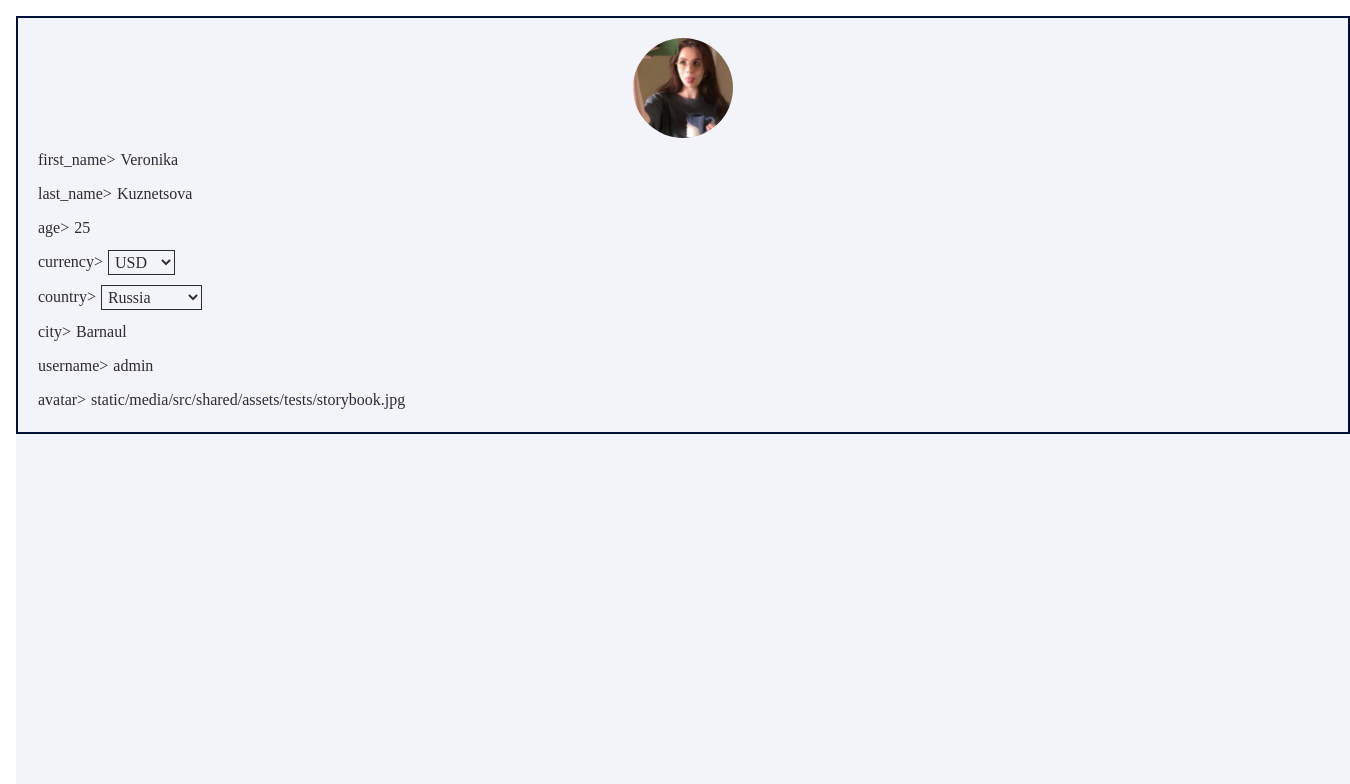 first_name> Veronika
last_name> Kuznetsova
age> 25
currency> USD
country> Russia
city> Barnaul
username> admin
avatar> static/media/src/shared/assets/tests/storybook.jpg